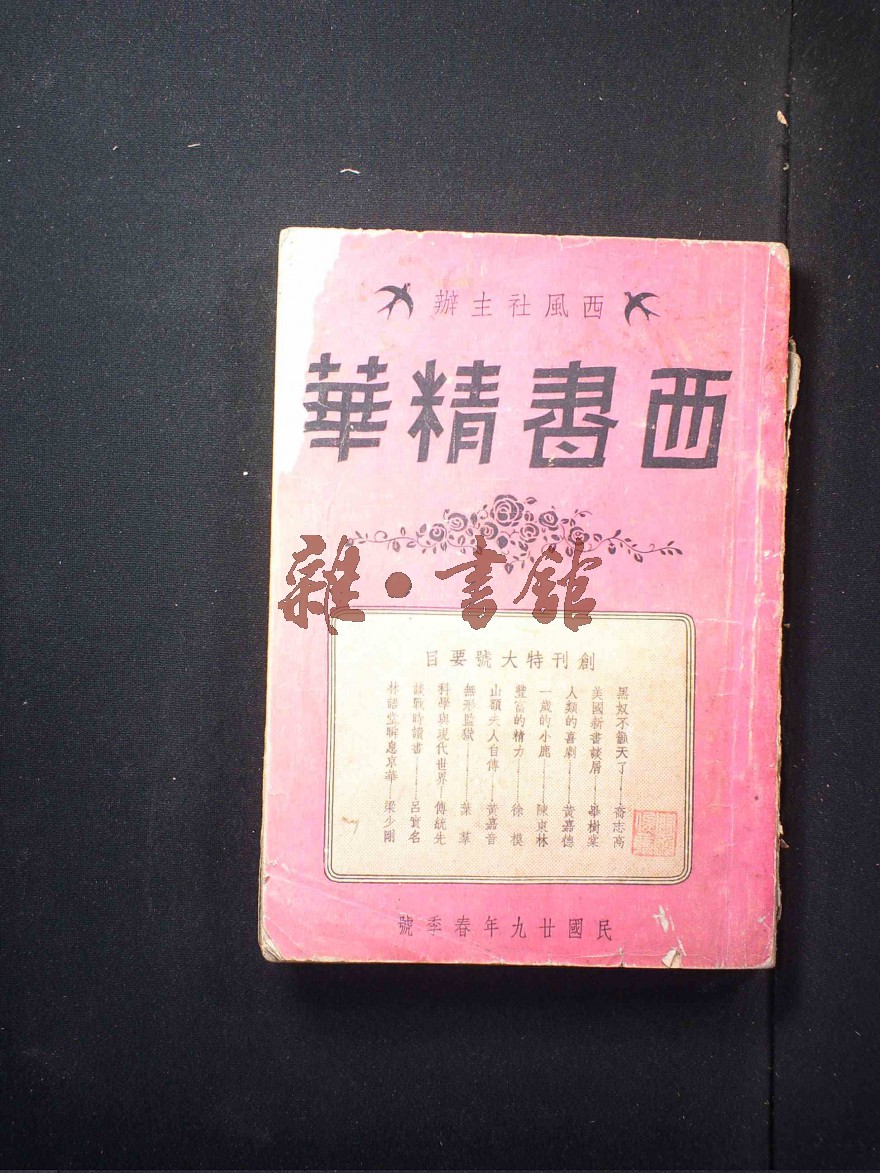 西風社主辦
西書精華
雜·書館
創刊特大號要目
黑奴不籲天了——喬志高
美國新書談屑——畢樹棠
人類的喜劇——黃嘉德
一歲的小鹿——陳東林
豐富的精力——徐模
山額夫人自傳——黃嘉音
無形監獄——葉羣
科學與現代世界——傅統先
談戰時讀書——呂實名
林語堂瞬息京華——梁少剛
民國廿九年春季號